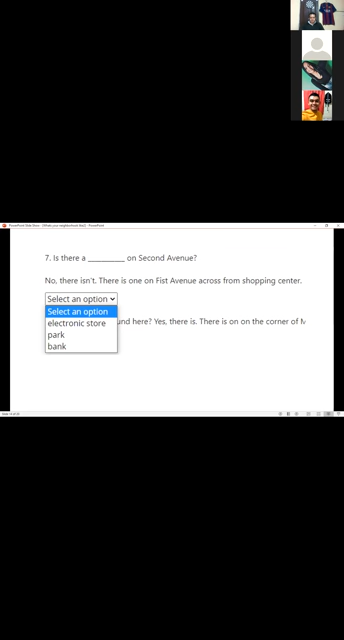 7. Is there a __________ on Second Avenue?
No, there isn't. There is one on Fist Avenue across from shopping center.
Select an option
Select an option
electronic store
park
bank
und here? Yes, there is. There is on on the corner of M